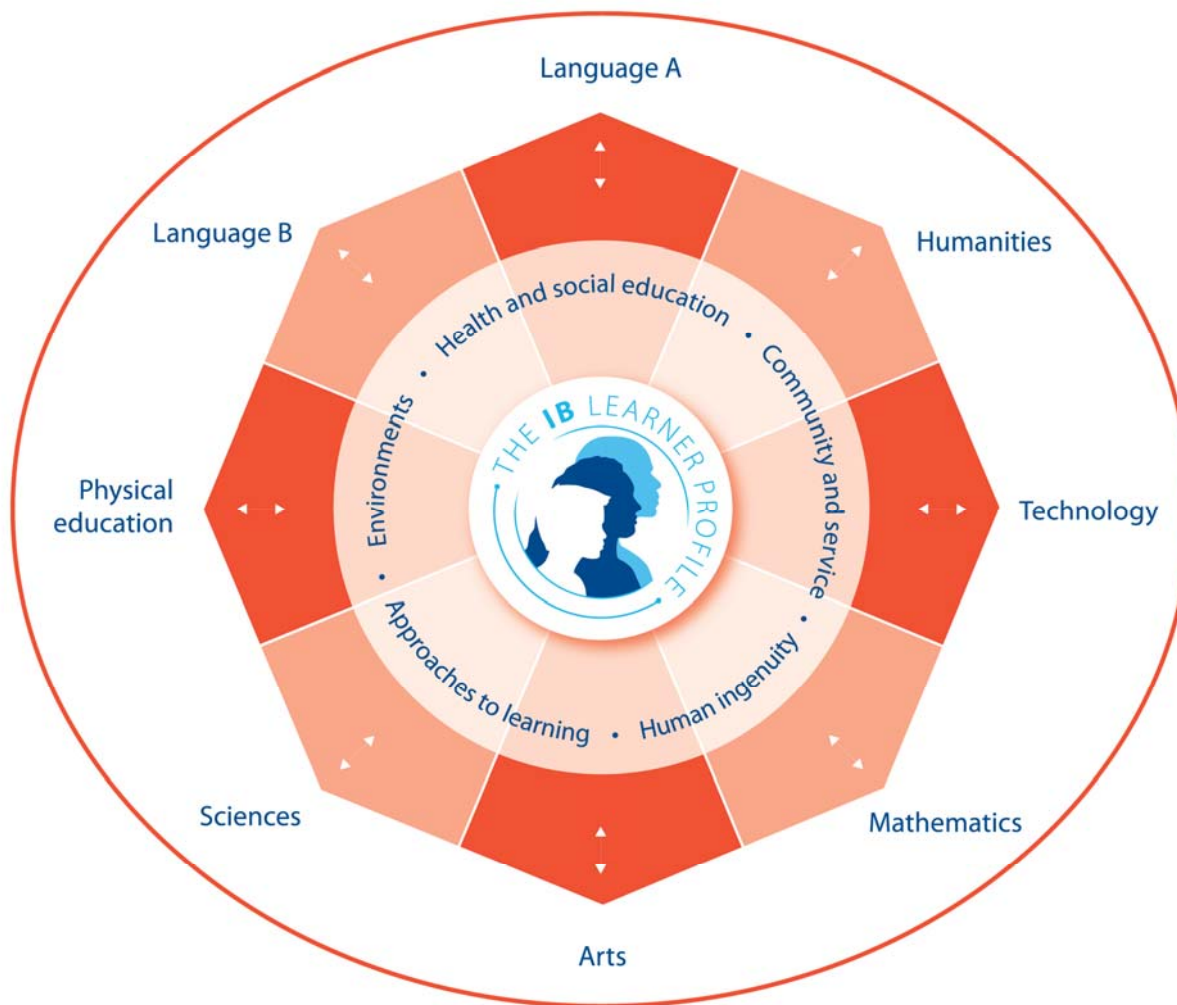 Language A
Language B
Humanities
Health and social education
•
Community and service
•
Environments
•
THE IB LEARNER PROFILE
Physical
education
Technology
Approaches to learning
•
Human ingenuity
•
Sciences
Mathematics
Arts